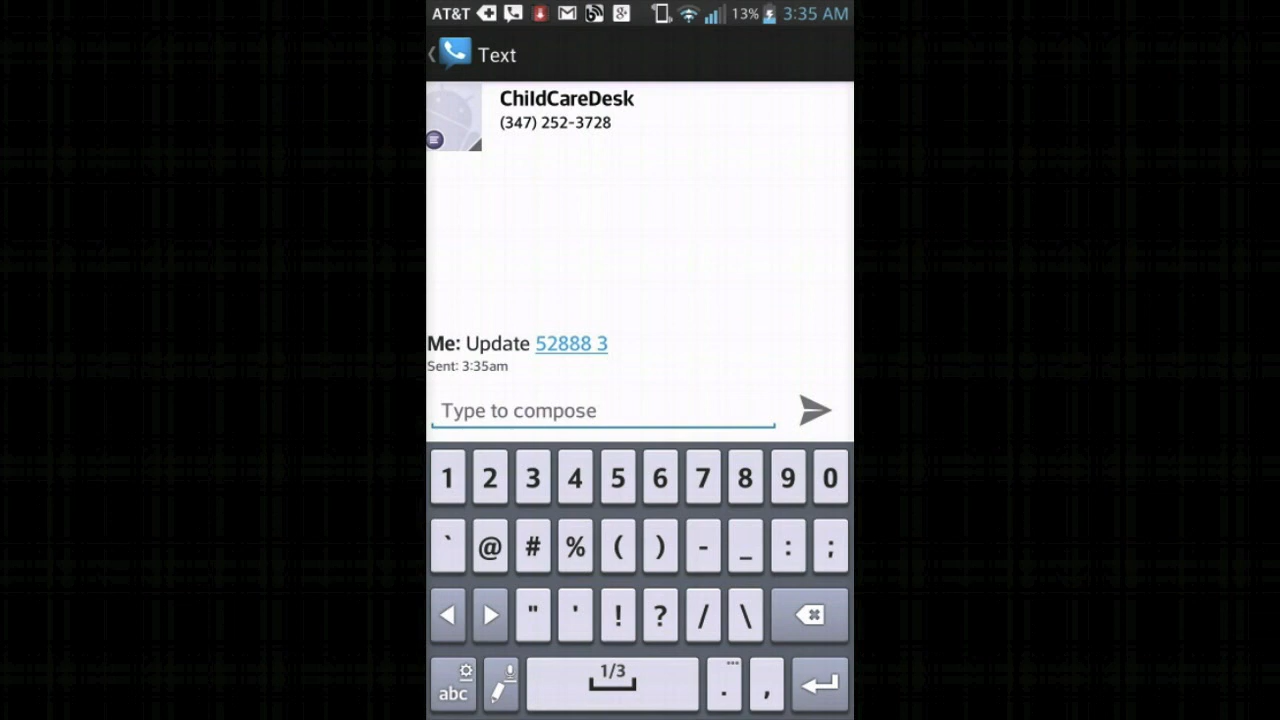 AT&T 13% 3:35 AM
Text
ChildCareDesk
(347) 252-3728
Me: Update 52888 3
Sent: 3:35am
Type to compose
1 2 3 4 5 6 7 8 9 0
` @ # % ( ) - _ : ;
" ' ! ? / \
1/3
abc ... . ,